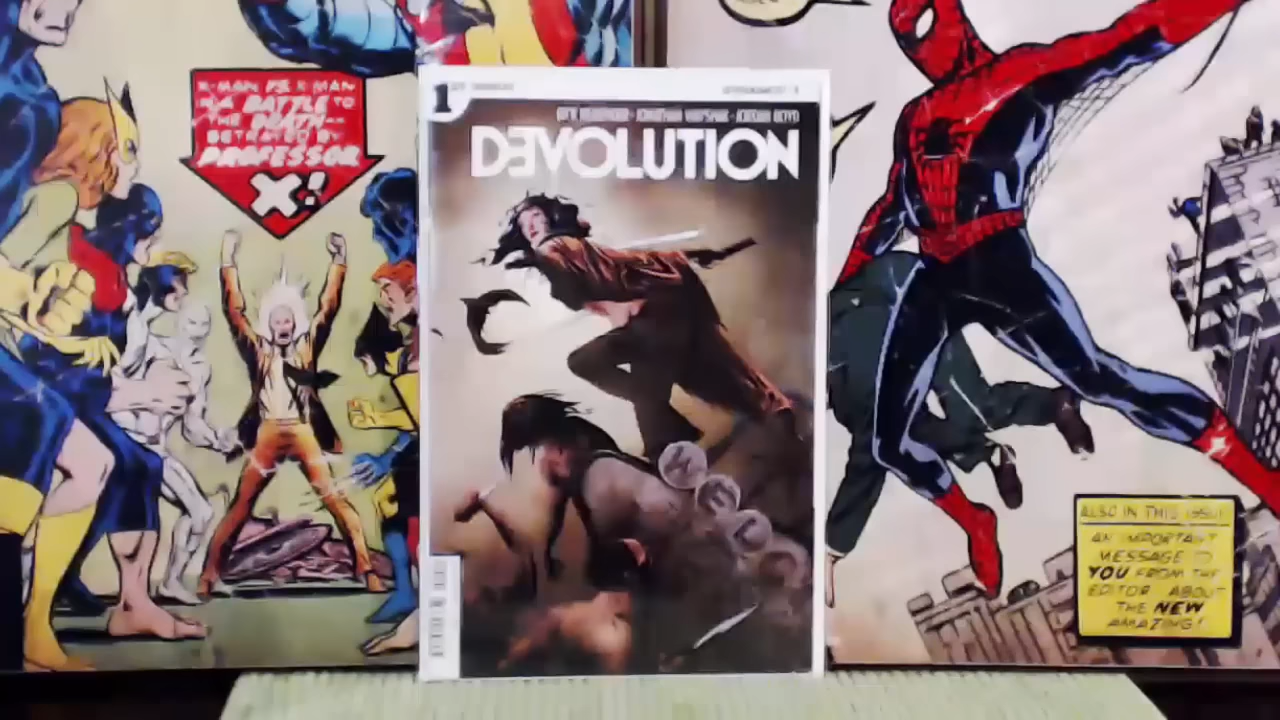 X-MAN VS. X-MAN
IN A BATTLE TO
THE DEATH--
BETRAYED BY
PROFESSOR
X!
1
DEVOLUTION
ALSO IN THIS ISSUE
AN IMPORTANT
MESSAGE TO
YOU FROM THE
EDITOR ABOUT
THE NEW
AMAZING!